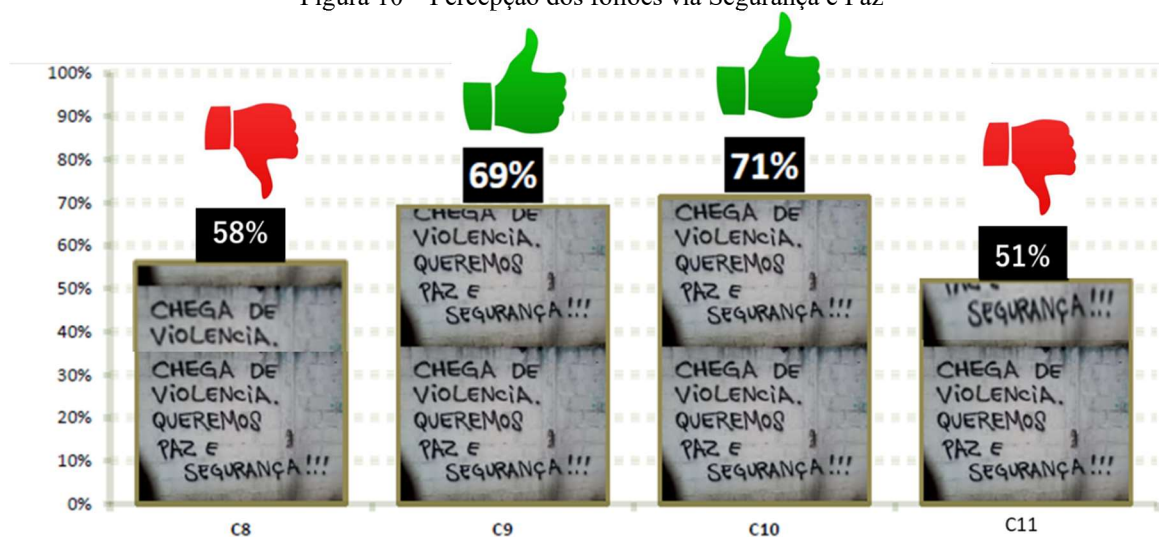 Figura 10 – Percepção dos foliões via Segurança e Paz
100%
90%
80%
70%
60%
50%
40%
30%
20%
10%
0%
58%
CHEGA DE
VIOLENCIA.
CHEGA DE
VIOLENCIA.
QUEREMOS
PAZ E
SEGURANÇA!!!
69%
CHEGA DE
VIOLENCIA.
QUEREMOS
PAZ E
SEGURANÇA!!!
CHEGA DE
VIOLENCIA.
QUEREMOS
PAZ E
SEGURANÇA!!!
71%
CHEGA DE
VIOLENCIA.
QUEREMOS
PAZ E
SEGURANÇA!!!
CHEGA DE
VIOLENCIA.
QUEREMOS
PAZ E
SEGURANÇA!!!
51%
SEGURANÇA!!!
CHEGA DE
VIOLENCIA.
QUEREMOS
PAZ E
SEGURANÇA!!!
C8
C9
C10
C11